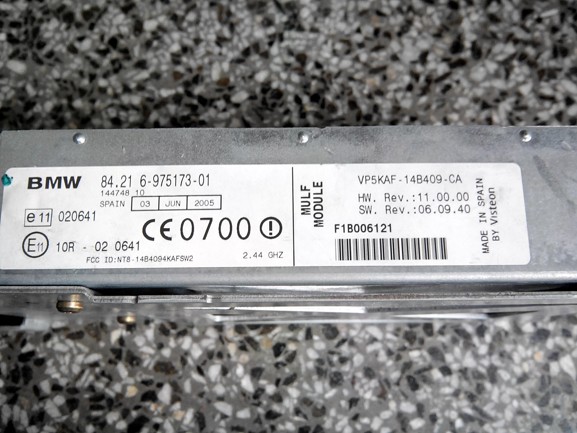 BMW 84.21 6-975173-01
144748 10
SPAIN 03 JUN 2005
e11 020641
CE0700
E11 10R - 02 0641
FCC ID:NT8-14B4094KAFSW2 2.44 GHZ
MULF MODULE
VP5KAF-14B409-CA
HW. Rev.:11.00.00
SW. Rev.:06.09.40
F1B006121
MADE IN SPAIN
BY Visteon